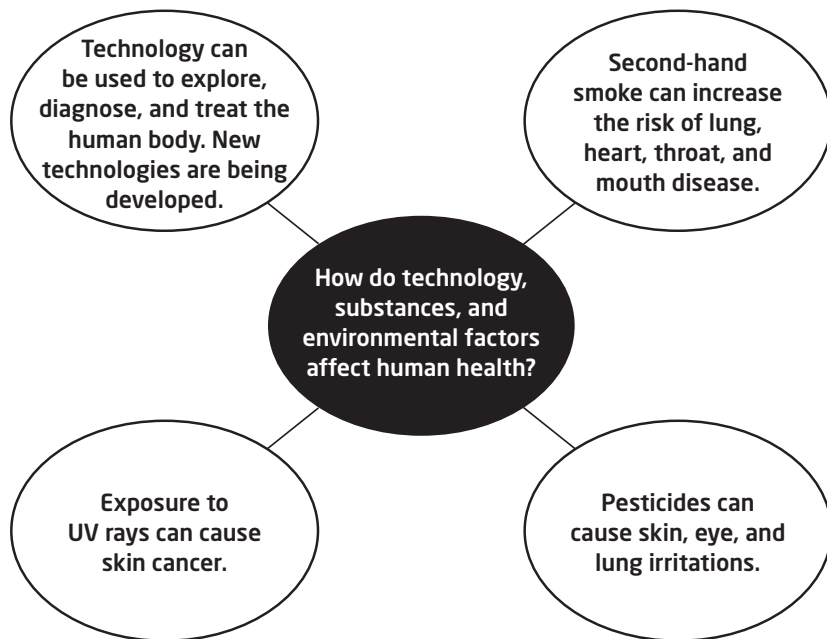 Technology can
be used to explore,
diagnose, and treat the
human body. New
technologies are being
developed.
Second-hand
smoke can increase
the risk of lung,
heart, throat, and
mouth disease.
How do technology,
substances, and
environmental factors
affect human health?
Exposure to
UV rays can cause
skin cancer.
Pesticides can
cause skin, eye, and
lung irritations.